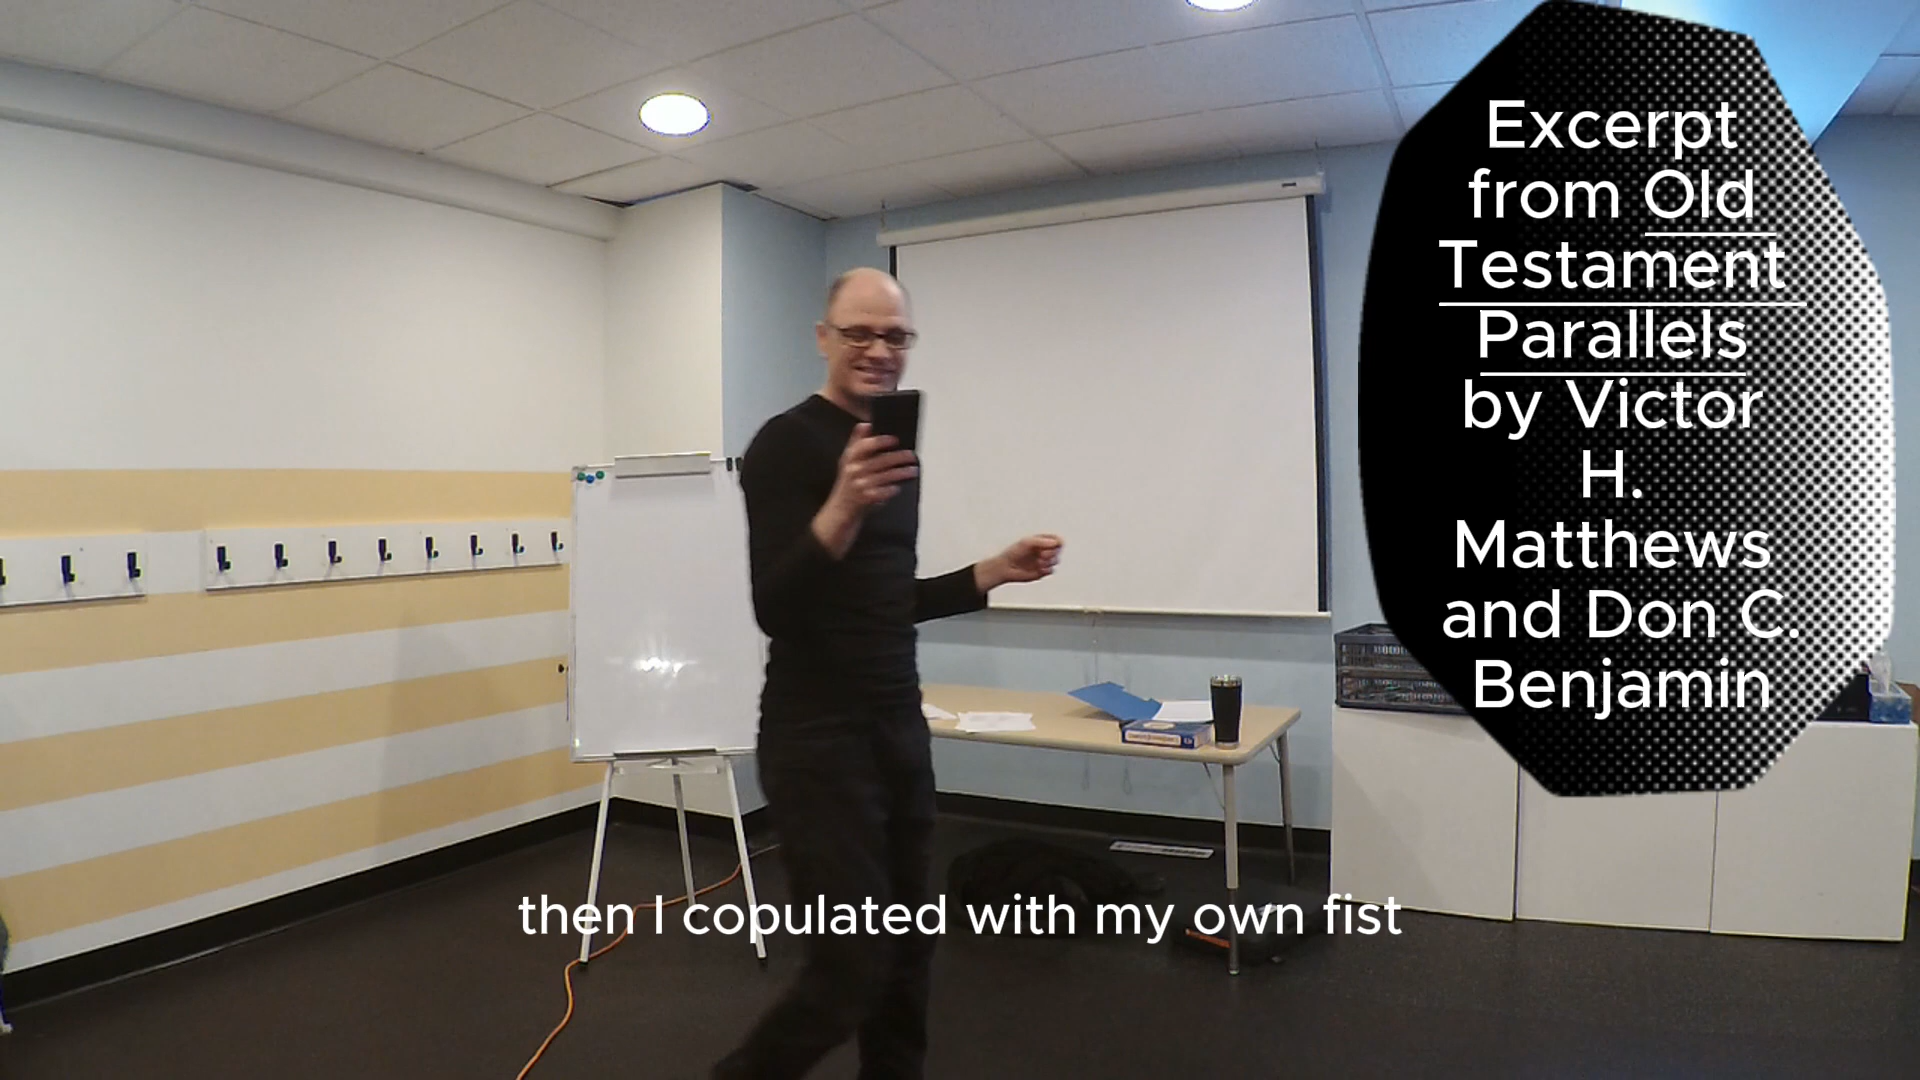 Excerpt
from Old
Testament
Parallels
by Victor
H.
Matthews
and Don C.
Benjamin
then I copulated with my own fist